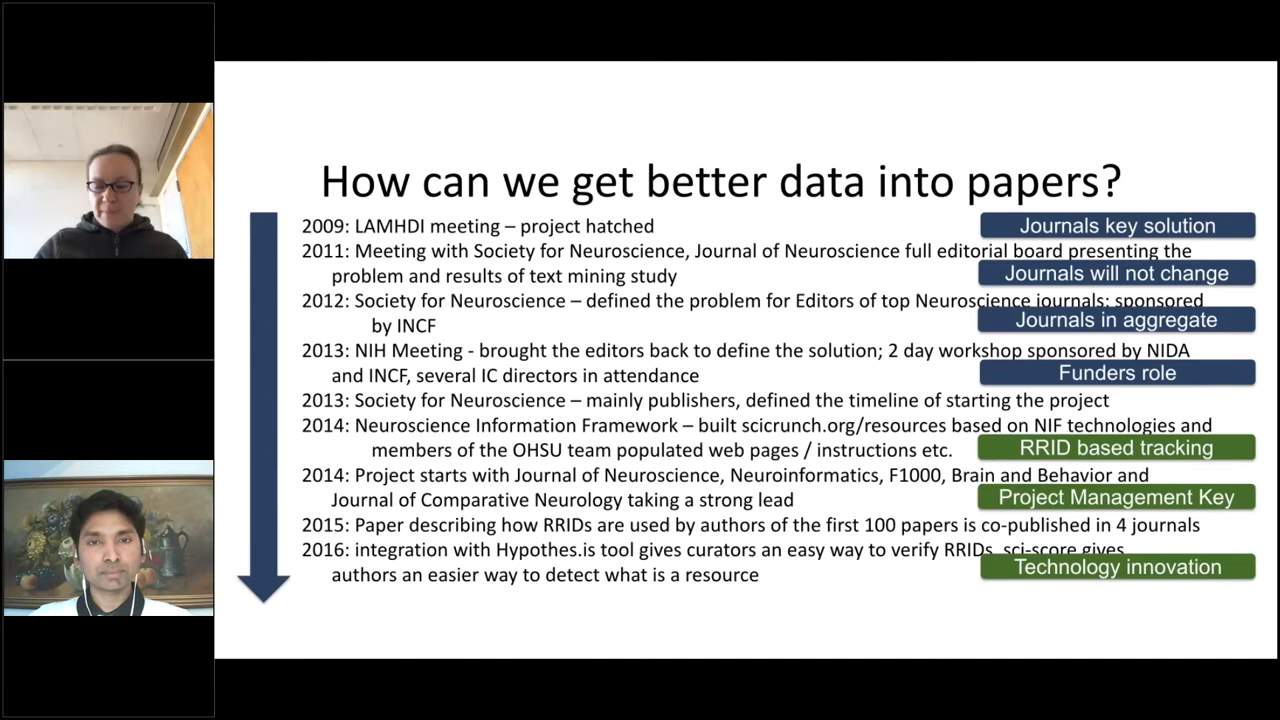 How can we get better data into papers?
2009: LAMHDI meeting – project hatched
Journals key solution
2011: Meeting with Society for Neuroscience, Journal of Neuroscience full editorial board presenting the
problem and results of text mining study
Journals will not change
2012: Society for Neuroscience – defined the problem for Editors of top Neuroscience journals; sponsored
by INCF
Journals in aggregate
2013: NIH Meeting - brought the editors back to define the solution; 2 day workshop sponsored by NIDA
and INCF, several IC directors in attendance
Funders role
2013: Society for Neuroscience – mainly publishers, defined the timeline of starting the project
2014: Neuroscience Information Framework – built scicrunch.org/resources based on NIF technologies and
members of the OHSU team populated web pages / instructions etc.
RRID based tracking
2014: Project starts with Journal of Neuroscience, Neuroinformatics, F1000, Brain and Behavior and
Journal of Comparative Neurology taking a strong lead
Project Management Key
2015: Paper describing how RRIDs are used by authors of the first 100 papers is co-published in 4 journals
2016: integration with Hypothes.is tool gives curators an easy way to verify RRIDs, sci-score gives
authors an easier way to detect what is a resource
Technology innovation